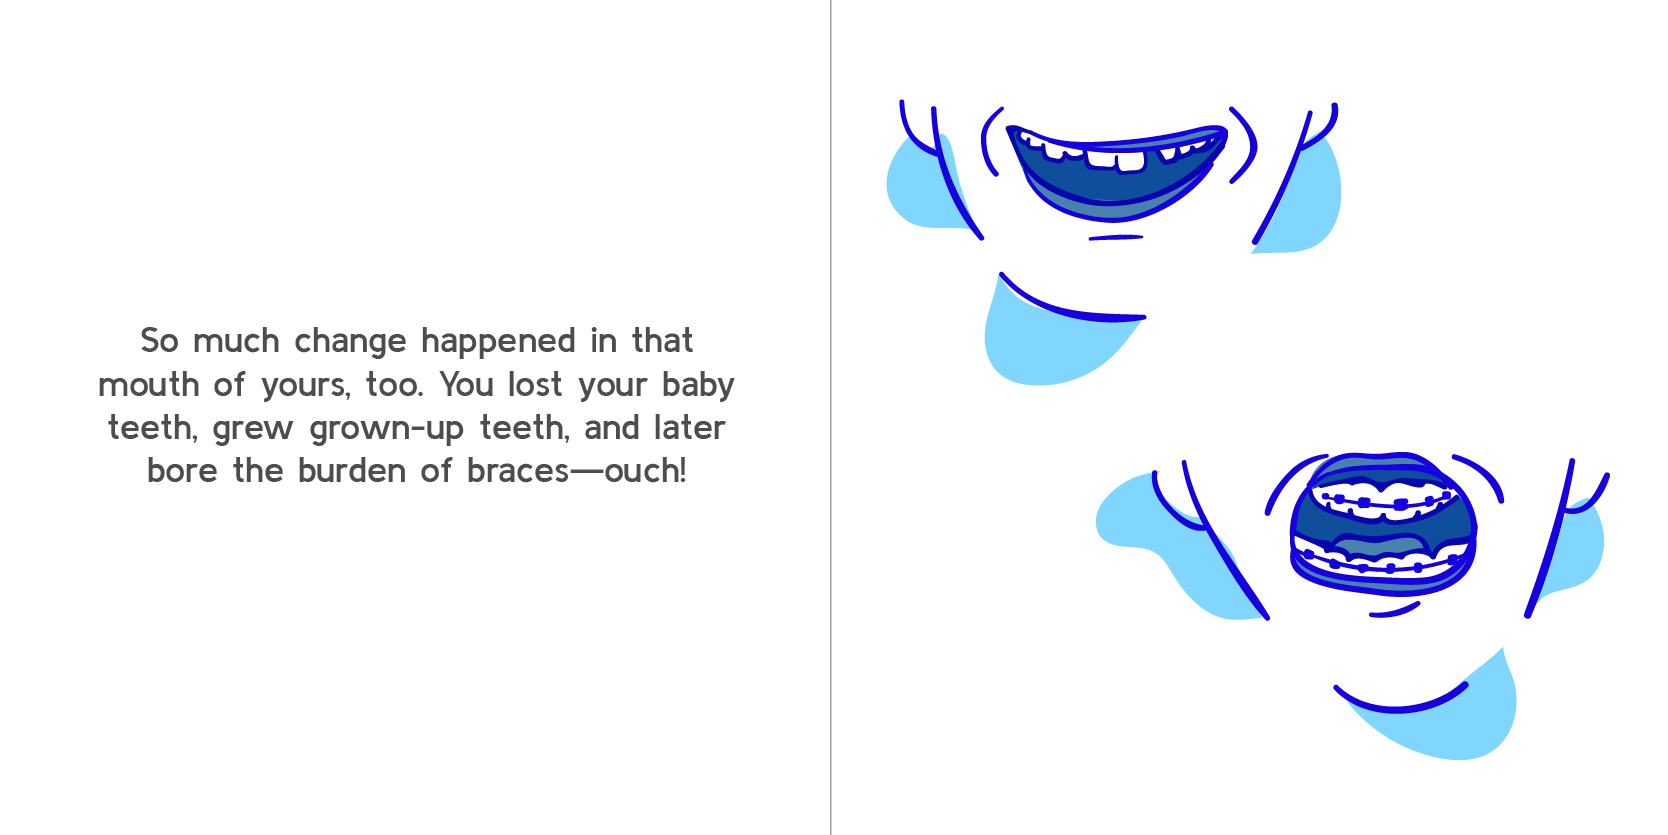 So much change happened in that
mouth of yours, too. You lost your baby
teeth, grew grown-up teeth, and later
bore the burden of braces—ouch!